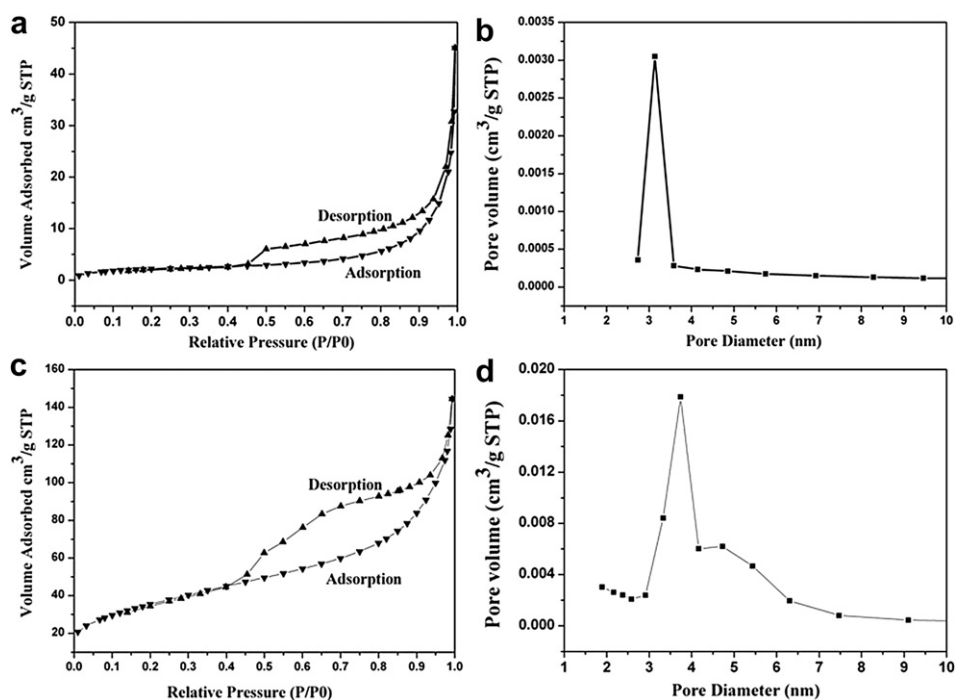 a
Volume Adsorbed cm³/g STP
50
40
30
20
10
0
Desorption
Adsorption
0.0 0.1 0.2 0.3 0.4 0.5 0.6 0.7 0.8 0.9 1.0
Relative Pressure (P/P0)
b
Pore volume (cm³/g STP)
0.0035
0.0030
0.0025
0.0020
0.0015
0.0010
0.0005
0.0000
1 2 3 4 5 6 7 8 9 10
Pore Diameter (nm)
c
Volume Adsorbed cm³/g STP
160
140
120
100
80
60
40
20
Desorption
Adsorption
0.0 0.1 0.2 0.3 0.4 0.5 0.6 0.7 0.8 0.9 1.0
Relative Pressure (P/P0)
d
Pore volume (cm³/g STP)
0.020
0.016
0.012
0.008
0.004
0.000
1 2 3 4 5 6 7 8 9 10
Pore Diameter (nm)